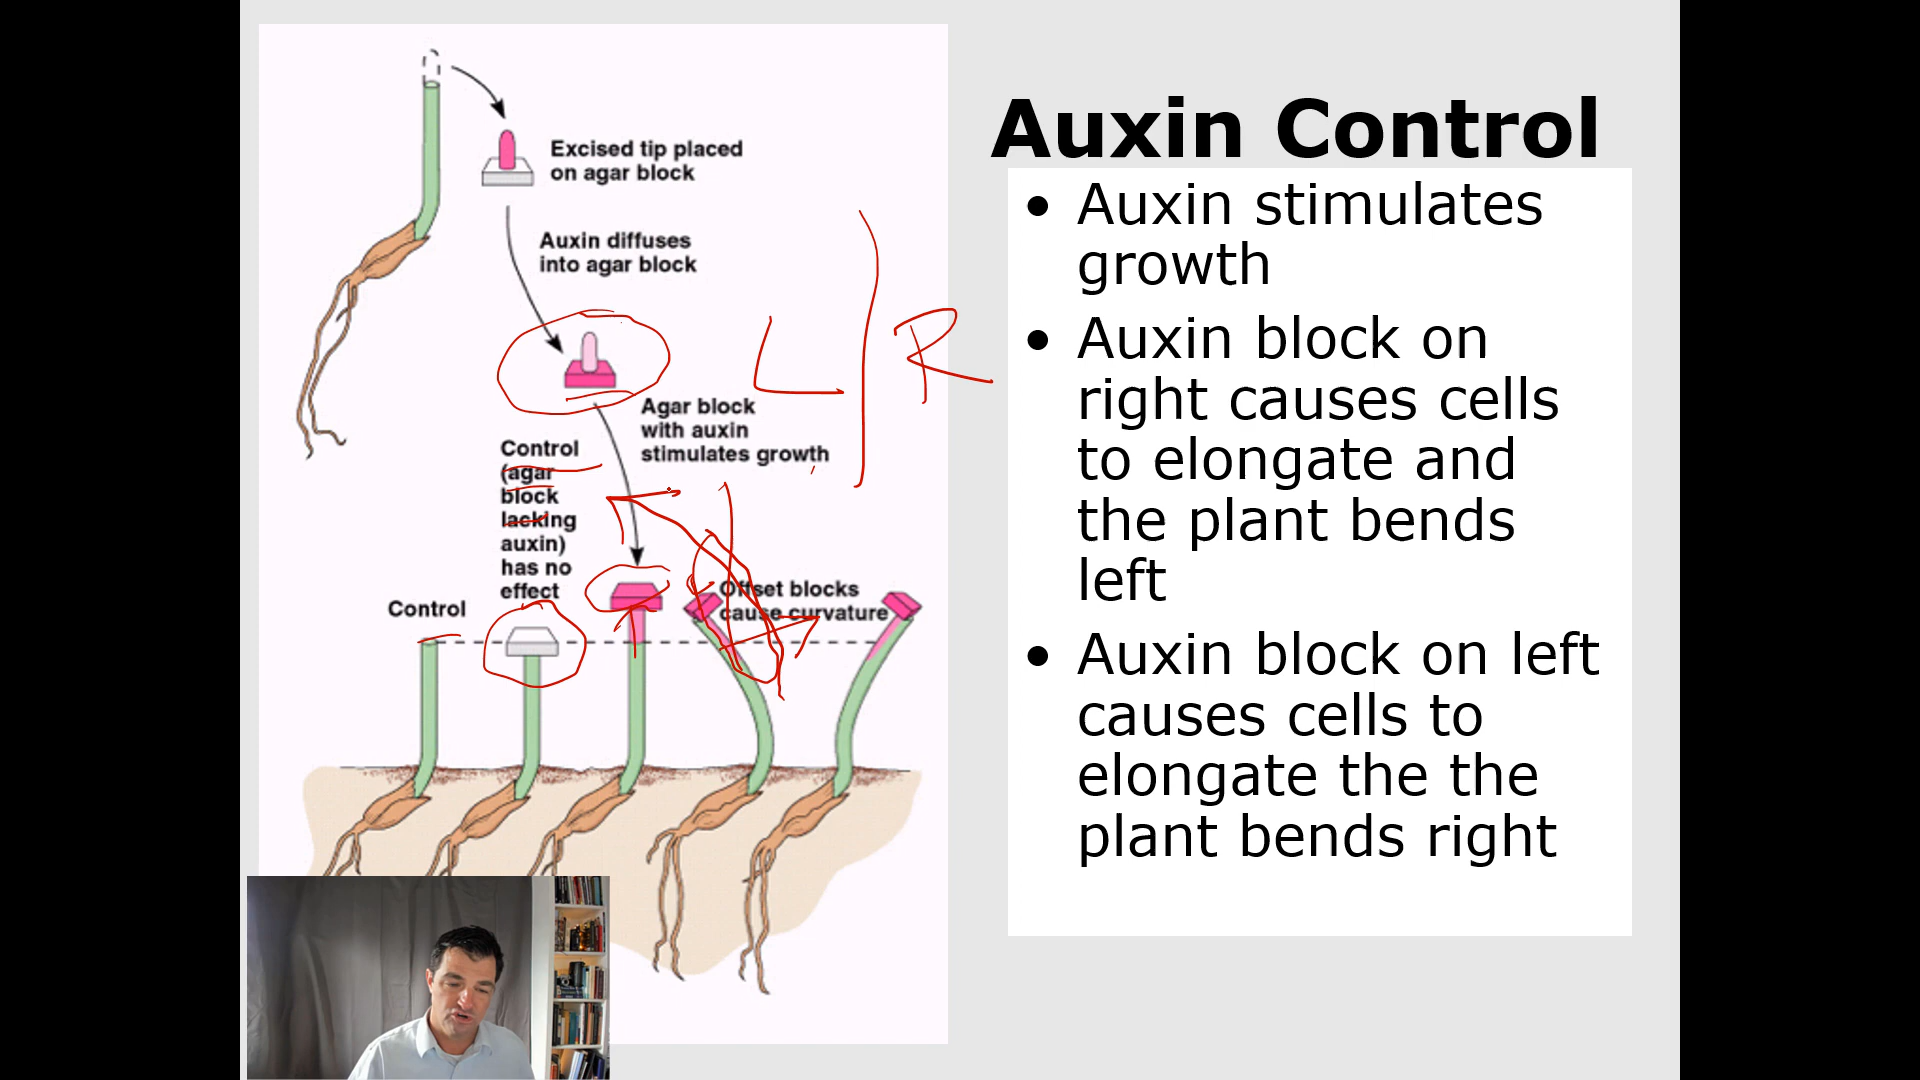 Excised tip placed
on agar block
Auxin diffuses
into agar block
L R
Agar block
with auxin
stimulates growth
Control
(agar
block
lacking
auxin)
has no
effect
Control
Offset blocks
cause curvature
Auxin Control
• Auxin stimulates
growth
• Auxin block on
right causes cells
to elongate and
the plant bends
left
• Auxin block on left
causes cells to
elongate the the
plant bends right